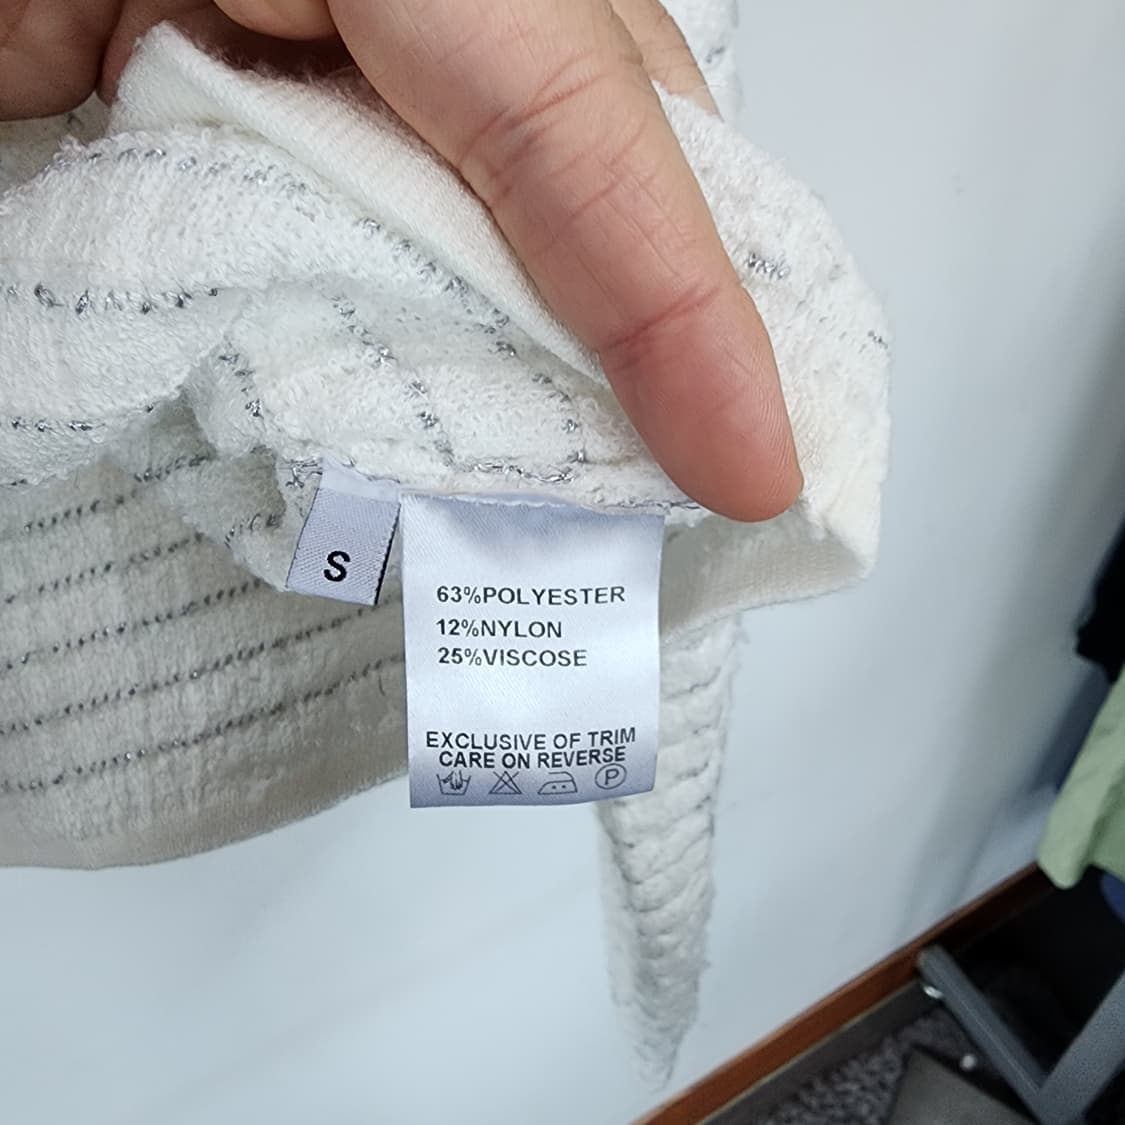 S
63%POLYESTER
12%NYLON
25%VISCOSE
EXCLUSIVE OF TRIM
CARE ON REVERSE
P